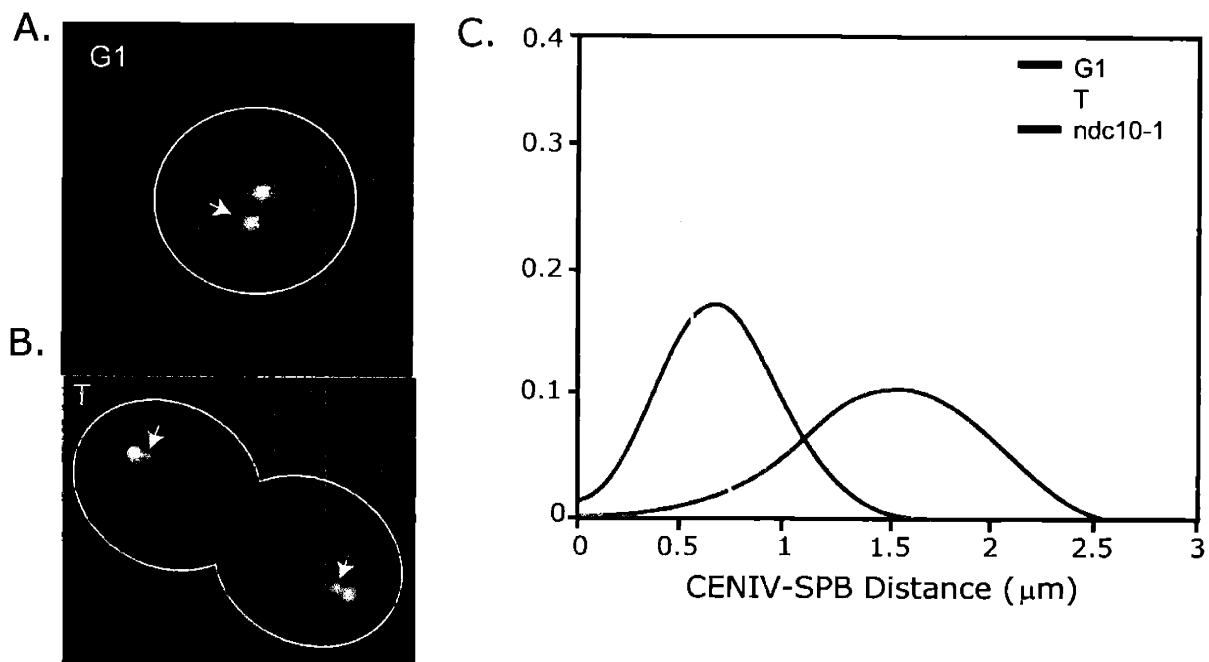 A.
G1
B.
T
C.
0.4
0.3
0.2
0.1
0
G1
T
ndc10-1
0
0.5
1
1.5
2
2.5
3
CENIV-SPB Distance (μm)